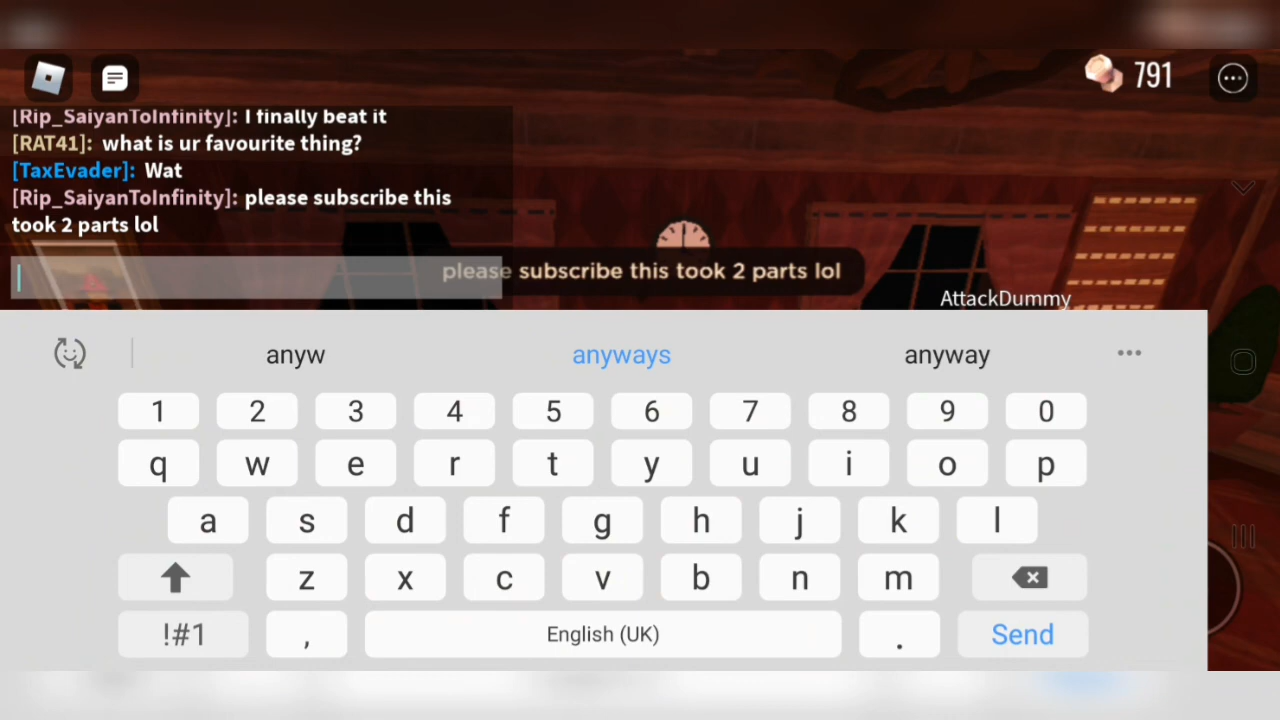 791
[Rip_SaiyanToInfinity]: I finally beat it
[RAT41]: what is ur favourite thing?
[TaxEvader]: Wat
[Rip_SaiyanToInfinity]: please subscribe this
took 2 parts lol
please subscribe this took 2 parts lol
AttackDummy
anyw anyways anyway
1 2 3 4 5 6 7 8 9 0
q w e r t y u i o p
a s d f g h j k l
z x c v b n m
!#1 , English (UK) . Send